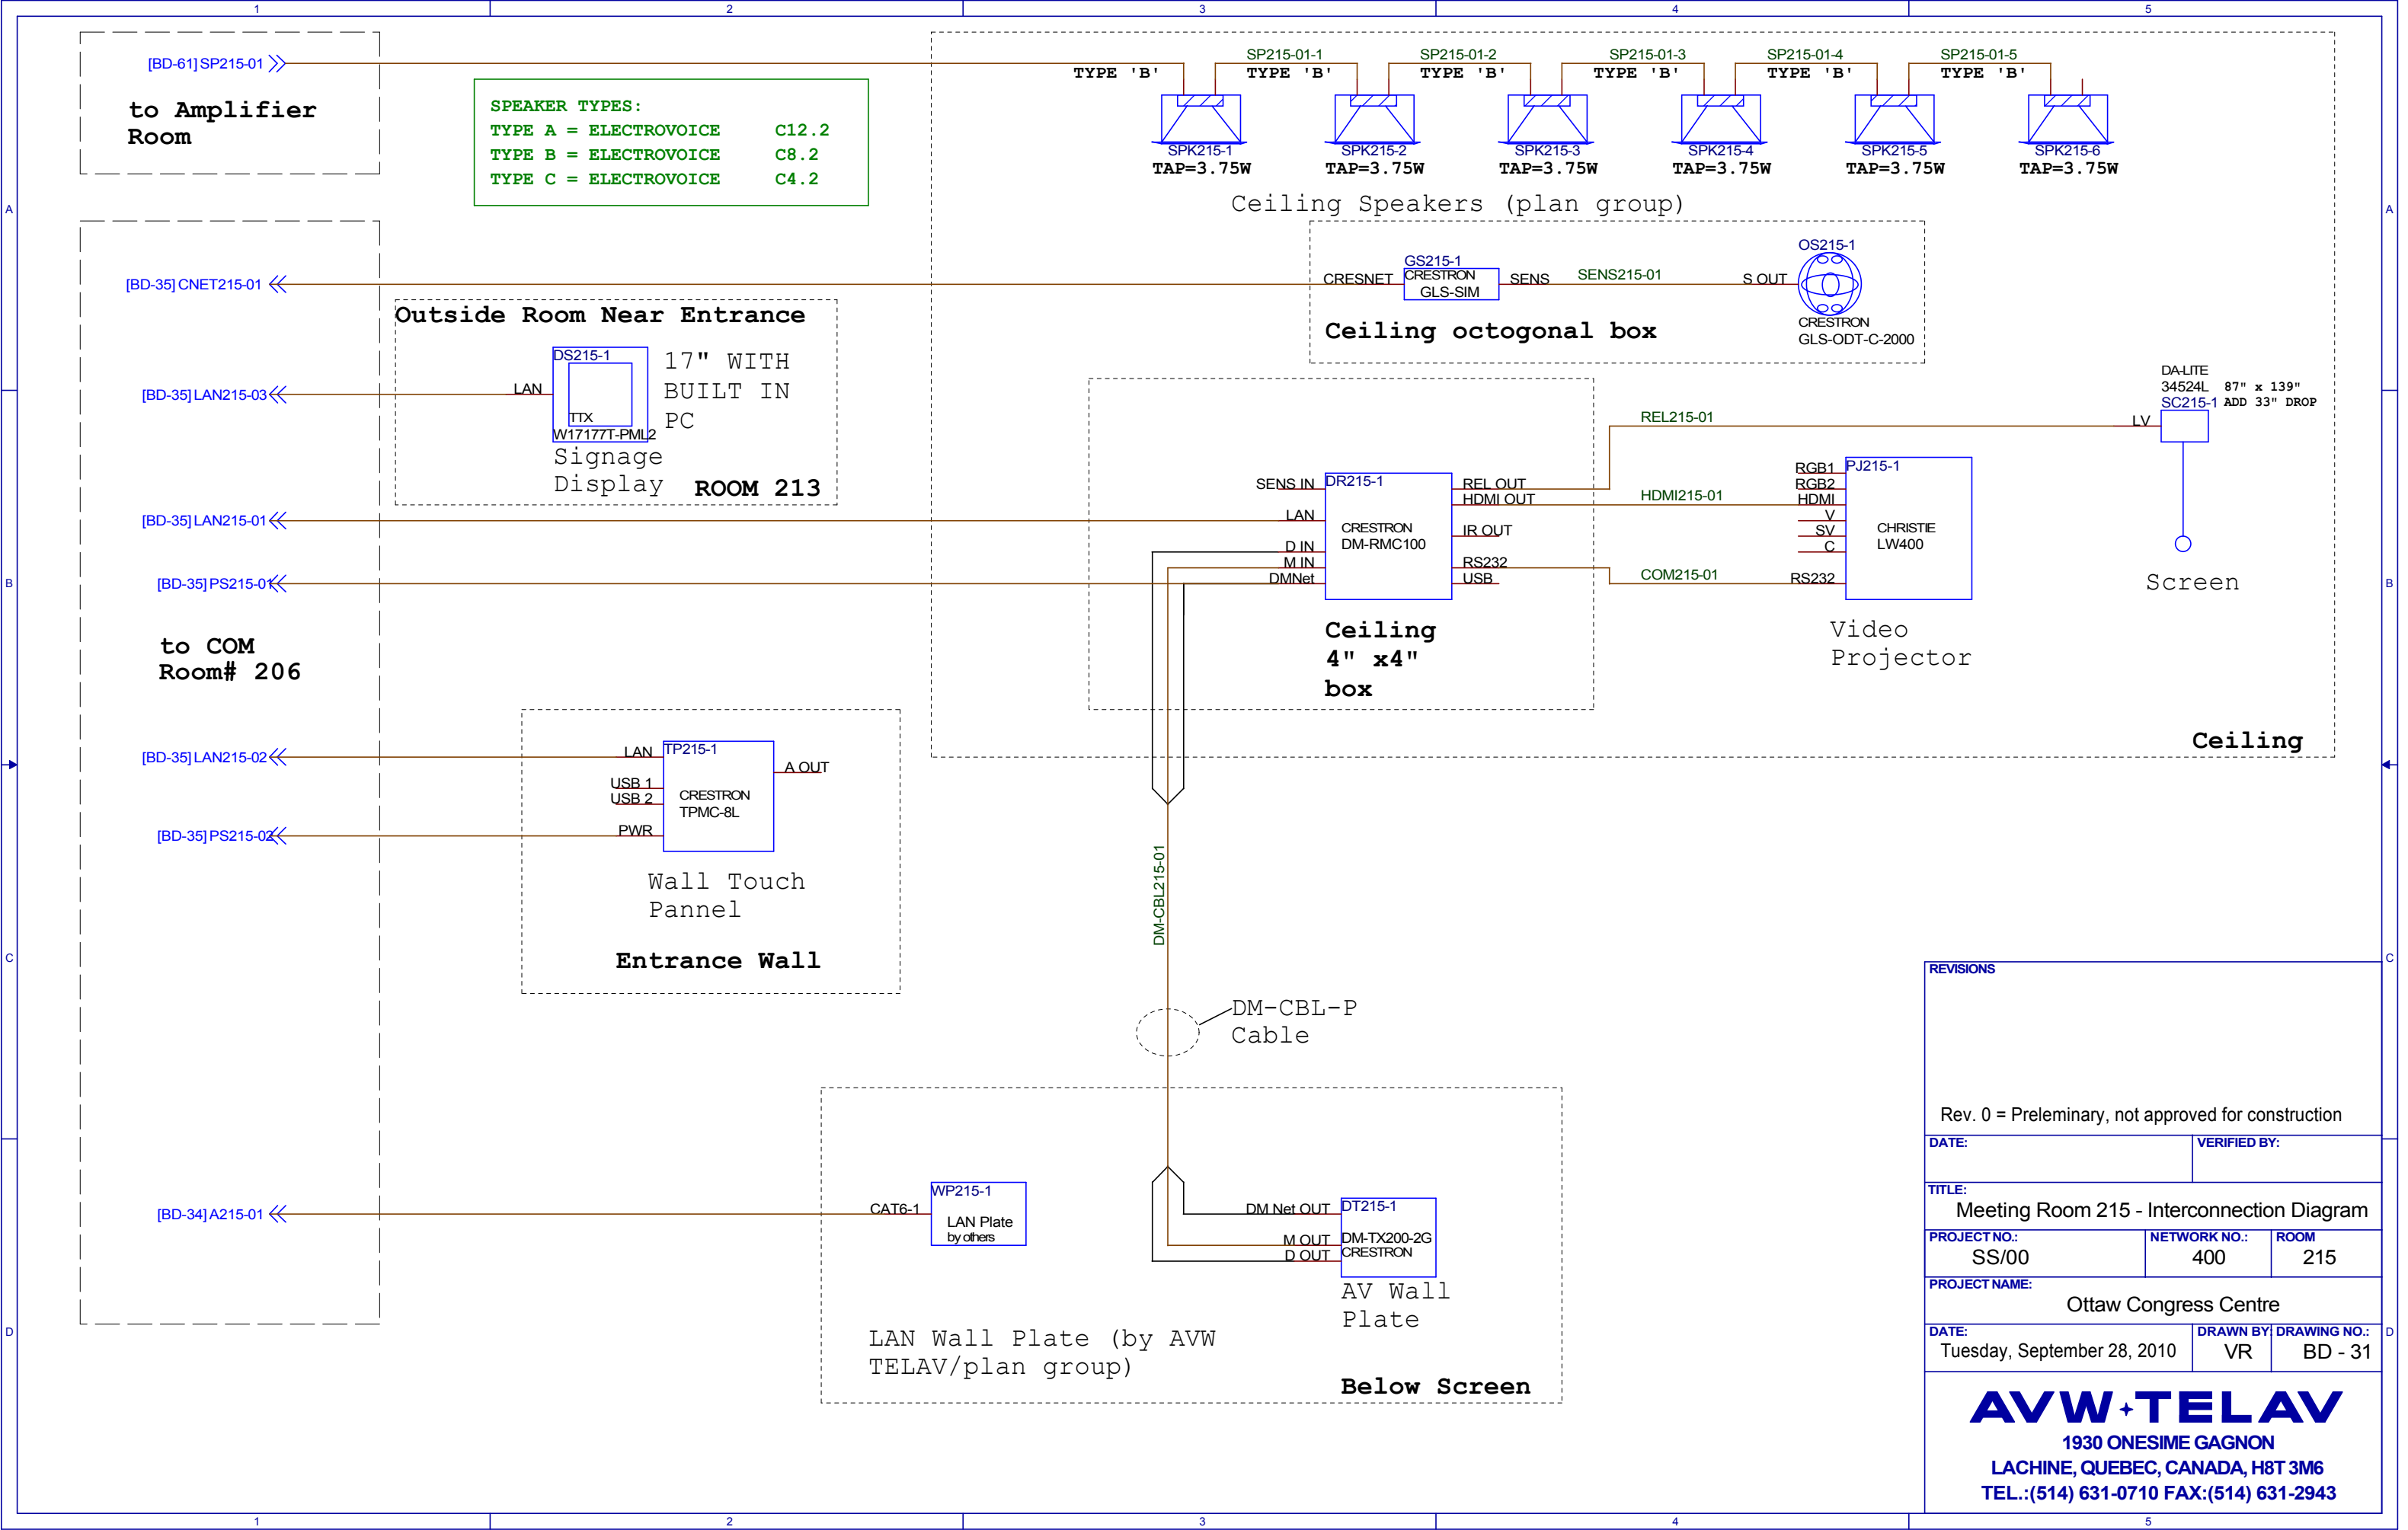 1 2 3 4 5
[BD-61] SP215-01
to Amplifier
Room
SPEAKER TYPES:
TYPE A = ELECTROVOICE C12.2
TYPE B = ELECTROVOICE C8.2
TYPE C = ELECTROVOICE C4.2
SP215-01-1 SP215-01-2 SP215-01-3 SP215-01-4 SP215-01-5
TYPE 'B' TYPE 'B' TYPE 'B' TYPE 'B' TYPE 'B' TYPE 'B'
SPK215-1 SPK215-2 SPK215-3 SPK215-4 SPK215-5 SPK215-6
TAP=3.75W TAP=3.75W TAP=3.75W TAP=3.75W TAP=3.75W TAP=3.75W
Ceiling Speakers (plan group)
A A
[BD-35] CNET215-01
CRESNET
GS215-1
CRESTRON
GLS-SIM
SENS
SENS215-01
S OUT
OS215-1
CRESTRON
GLS-ODT-C-2000
Ceiling octogonal box
Outside Room Near Entrance
[BD-35] LAN215-03
LAN
DS215-1
TTX
W17177T-PML2
17" WITH
BUILT IN
PC
Signage
Display
ROOM 213
DA-LITE
34524L 87" x 139"
SC215-1 ADD 33" DROP
REL215-01
LV
Screen
[BD-35] LAN215-01
[BD-35] PS215-01
SENS IN
LAN
D IN
M IN
DMNet
DR215-1
CRESTRON
DM-RMC100
REL OUT
HDMI OUT
IR OUT
RS232
USB
HDMI215-01
COM215-01
RGB1
RGB2
HDMI
V
SV
C
RS232
PJ215-1
CHRISTIE
LW400
Video
Projector
B B
Ceiling
4" x4"
box
Ceiling
to COM
Room# 206
[BD-35] LAN215-02
[BD-35] PS215-02
LAN
USB 1
USB 2
PWR
TP215-1
CRESTRON
TPMC-8L
A OUT
Wall Touch
Pannel
Entrance Wall
DM-CBL215-01
C C
DM-CBL-P
Cable
[BD-34] A215-01
CAT6-1
WP215-1
LAN Plate
by others
DM Net OUT
M OUT
D OUT
DT215-1
DM-TX200-2G
CRESTRON
AV Wall
Plate
LAN Wall Plate (by AVW
TELAV/plan group)
Below Screen
D D
REVISIONS
Rev. 0 = Preleminary, not approved for construction
DATE: VERIFIED BY:
TITLE:
Meeting Room 215 - Interconnection Diagram
PROJECT NO.: NETWORK NO.: ROOM
SS/00 400 215
PROJECT NAME:
Ottaw Congress Centre
DATE: DRAWN BY: DRAWING NO.:
Tuesday, September 28, 2010 VR BD - 31
AVW TELAV
1930 ONESIME GAGNON
LACHINE, QUEBEC, CANADA, H8T 3M6
TEL.:(514) 631-0710 FAX:(514) 631-2943
1 2 3 4 5